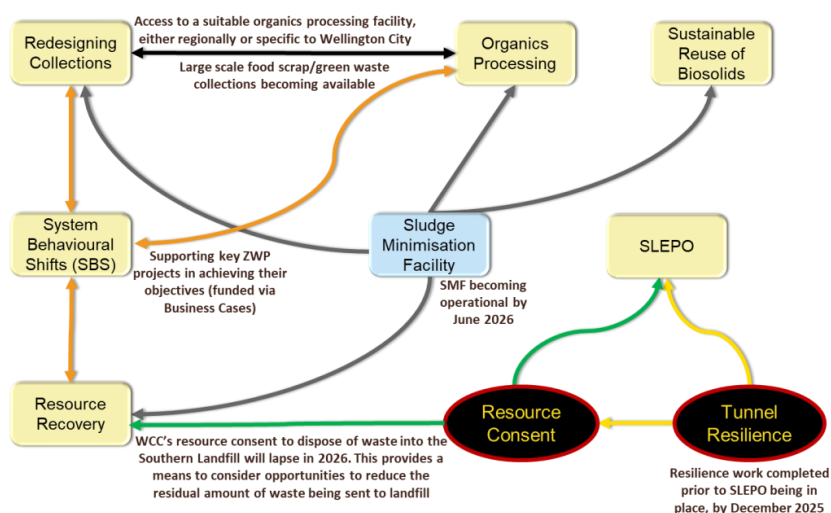 Redesigning
Collections
Access to a suitable organics processing facility,
either regionally or specific to Wellington City
Large scale food scrap/green waste
collections becoming available
Organics
Processing
Sustainable
Reuse of
Biosolids
System
Behavioural
Shifts (SBS)
Supporting key ZWP
projects in achieving their
objectives (funded via
Business Cases)
Sludge
Minimisation
Facility
SMF becoming
operational by
June 2026
SLEPO
Resource
Recovery
WCC's resource consent to dispose of waste into the
Southern Landfill will lapse in 2026. This provides a
means to consider opportunities to reduce the
residual amount of waste being sent to landfill
Resource
Consent
Tunnel
Resilience
Resilience work completed
prior to SLEPO being in
place, by December 2025